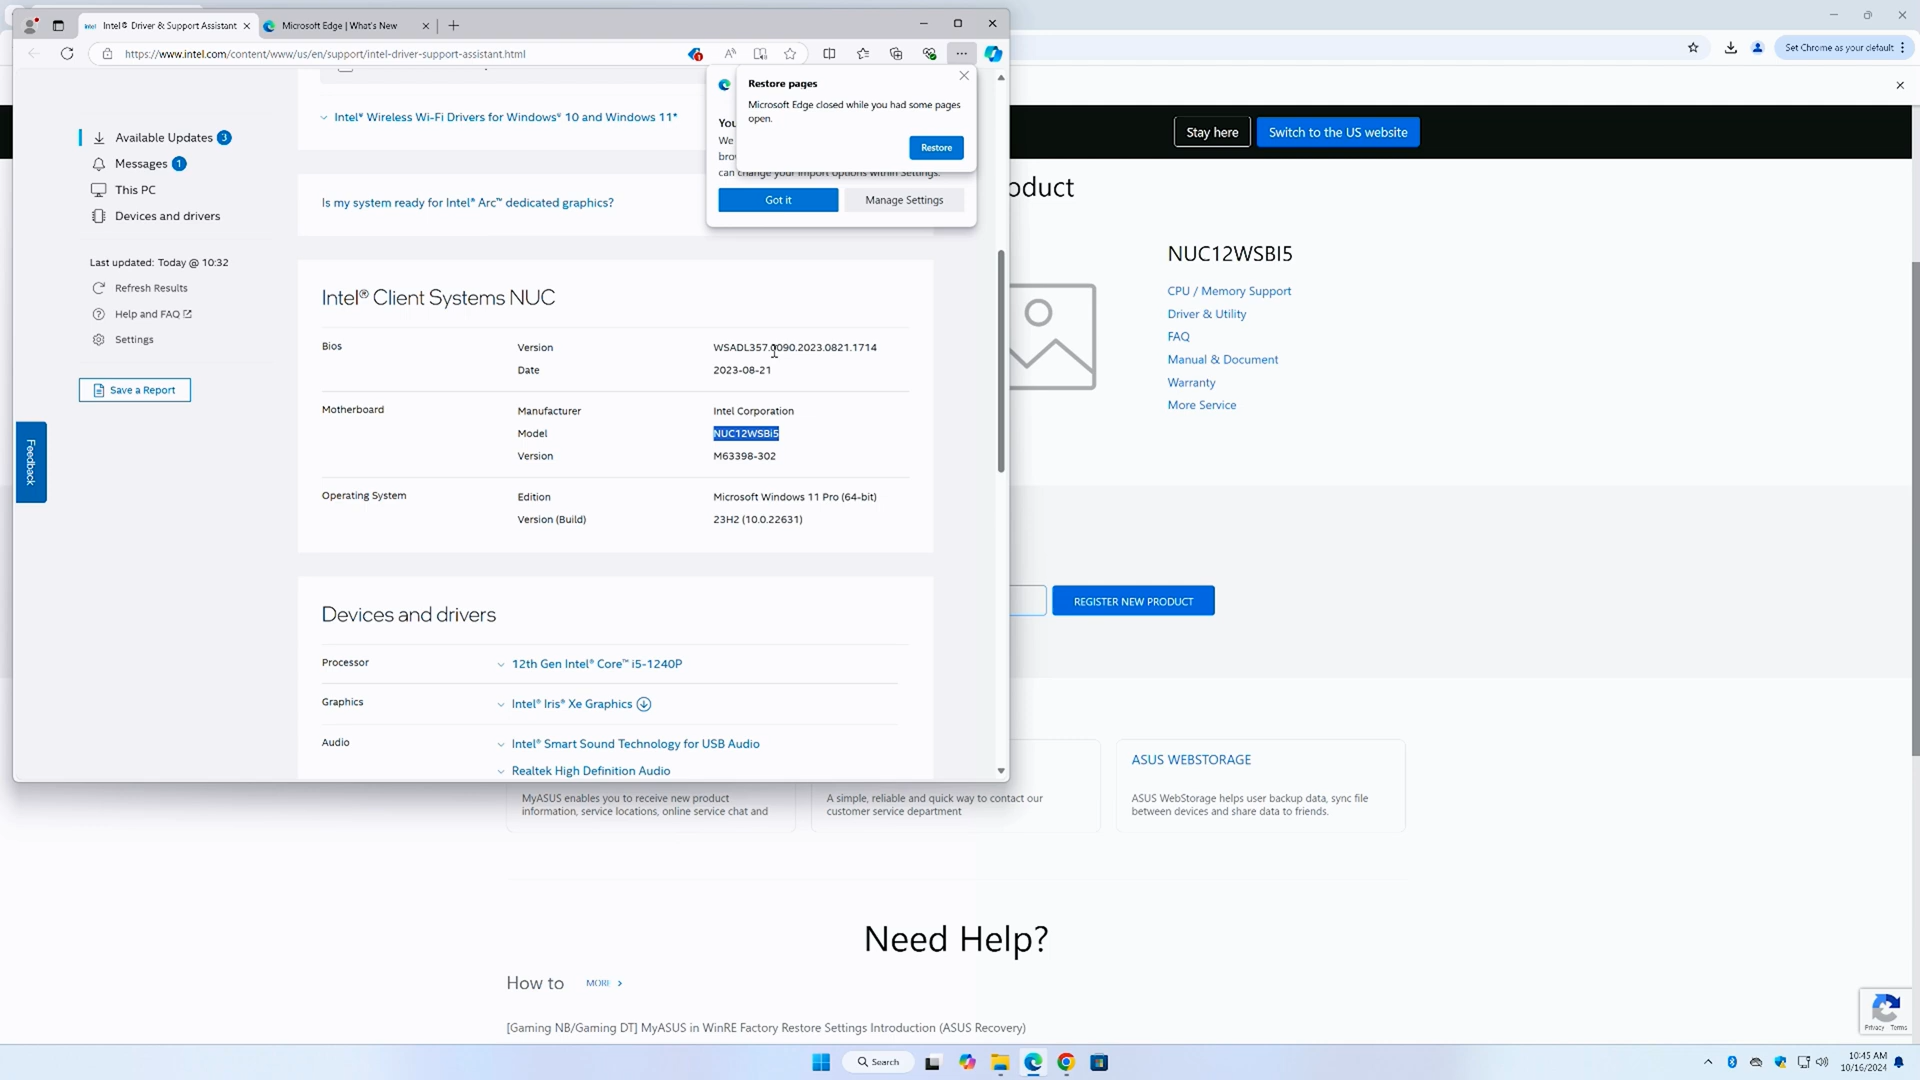 Intel® Driver & Support Assistant
Microsoft Edge | What's New
https://www.intel.com/content/www/us/en/support/intel-driver-support-assistant.html
Set Chrome as your default
Restore pages
Microsoft Edge closed while you had some pages
open.
Restore
You
We
brow
can change your import options within Settings.
Got it
Manage Settings
Intel® Wireless Wi-Fi Drivers for Windows® 10 and Windows 11*
Available Updates 3
Messages 1
This PC
Devices and drivers
Is my system ready for Intel® Arc™ dedicated graphics?
Last updated: Today @ 10:32
Refresh Results
Help and FAQ
Settings
Save a Report
Feedback
Intel® Client Systems NUC
Bios
Version
WSADL357.0090.2023.0821.1714
Date
2023-08-21
Motherboard
Manufacturer
Intel Corporation
Model
NUC12WSBi5
Version
M63398-302
Operating System
Edition
Microsoft Windows 11 Pro (64-bit)
Version (Build)
23H2 (10.0.22631)
Devices and drivers
Processor
12th Gen Intel® Core™ i5-1240P
Graphics
Intel® Iris® Xe Graphics
Audio
Intel® Smart Sound Technology for USB Audio
Realtek High Definition Audio
Stay here
Switch to the US website
oduct
NUC12WSBI5
CPU / Memory Support
Driver & Utility
FAQ
Manual & Document
Warranty
More Service
REGISTER NEW PRODUCT
MyASUS enables you to receive new product
information, service locations, online service chat and
A simple, reliable and quick way to contact our
customer service department
ASUS WEBSTORAGE
ASUS WebStorage helps user backup data, sync file
between devices and share data to friends.
Need Help?
How to
MORE
[Gaming NB/Gaming DT] MyASUS in WinRE Factory Restore Settings Introduction (ASUS Recovery)
Privacy - Terms
Search
10:45 AM
10/16/2024